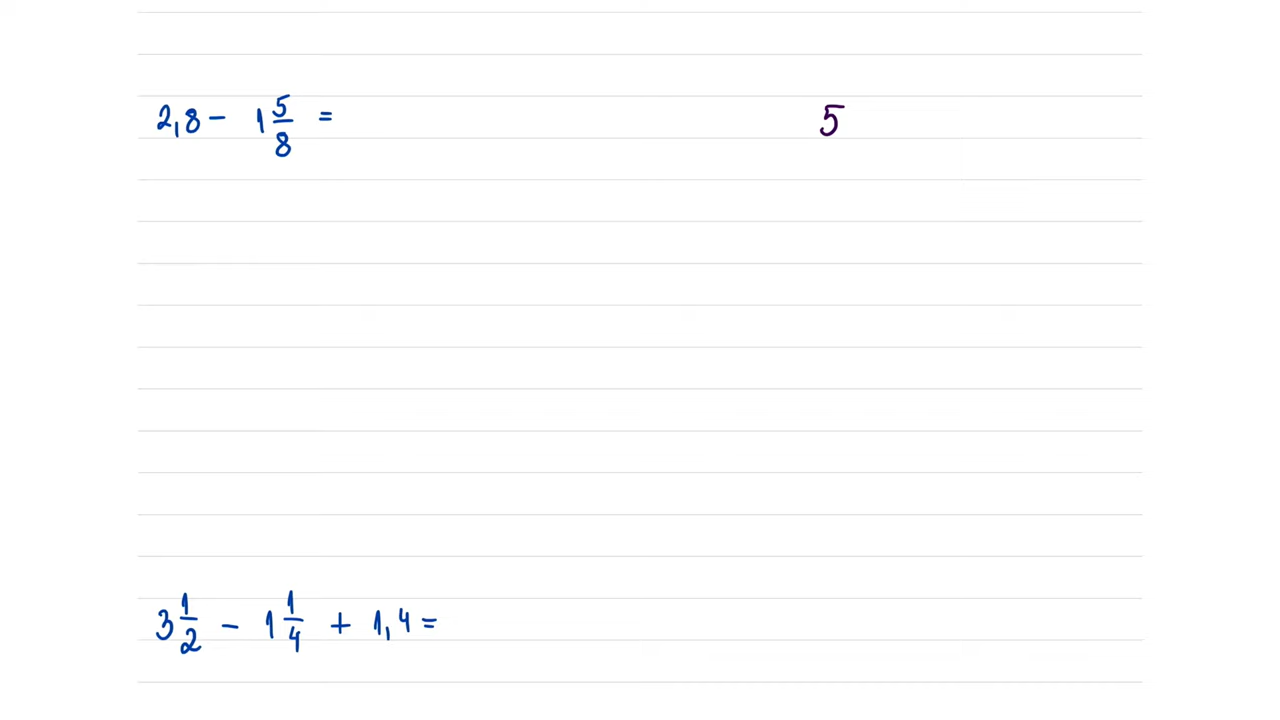 2,8 - 1 5/8 = 5
3 1/2 - 1 1/4 + 1,4 =